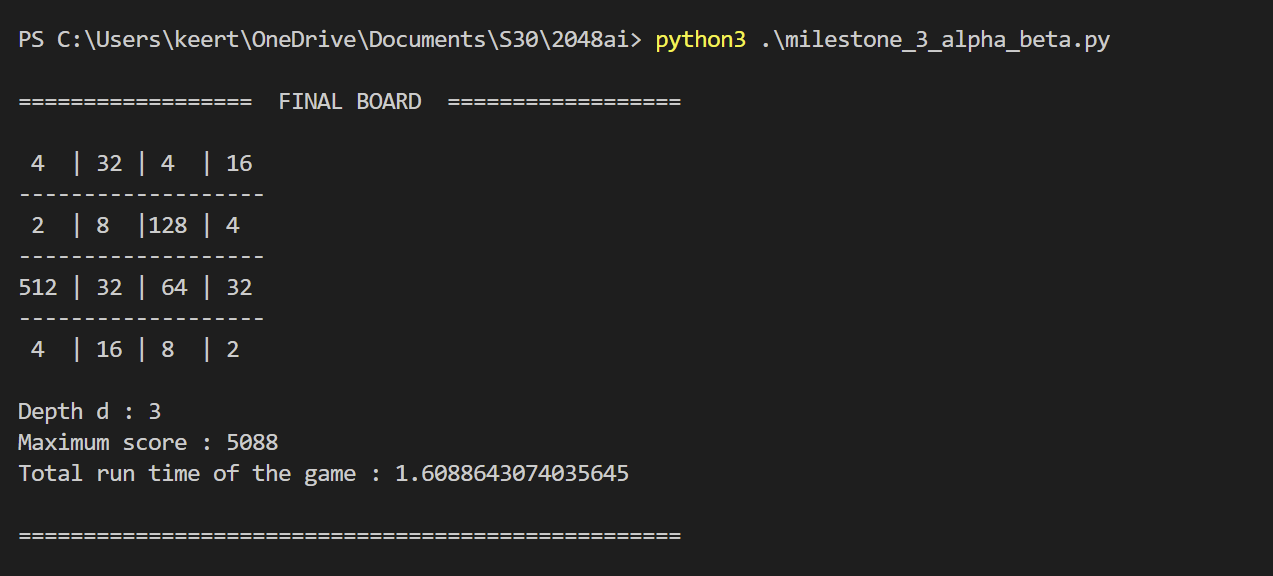 PS C:\Users\keert\OneDrive\Documents\S30\2048ai> python3 .\milestone_3_alpha_beta.py
==================  FINAL BOARD  ==================
 4  | 32 | 4  | 16
-------------------
 2  | 8  |128 | 4
-------------------
512 | 32 | 64 | 32
-------------------
 4  | 16 | 8  | 2
Depth d : 3
Maximum score : 5088
Total run time of the game : 1.6088643074035645
===================================================